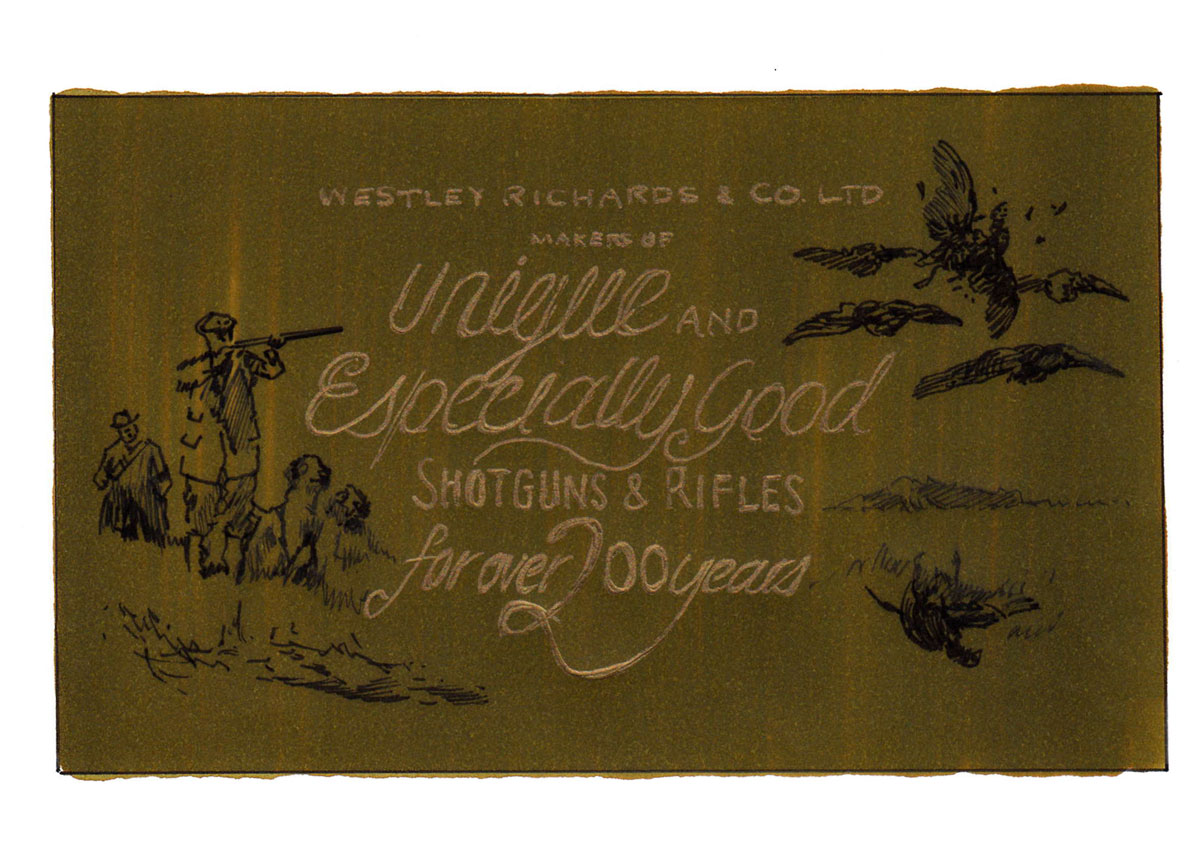 WESTLEY RICHARDS & CO. LTD
MAKERS OF
Unique AND
Especially Good
SHOTGUNS & RIFLES
for over 200 years